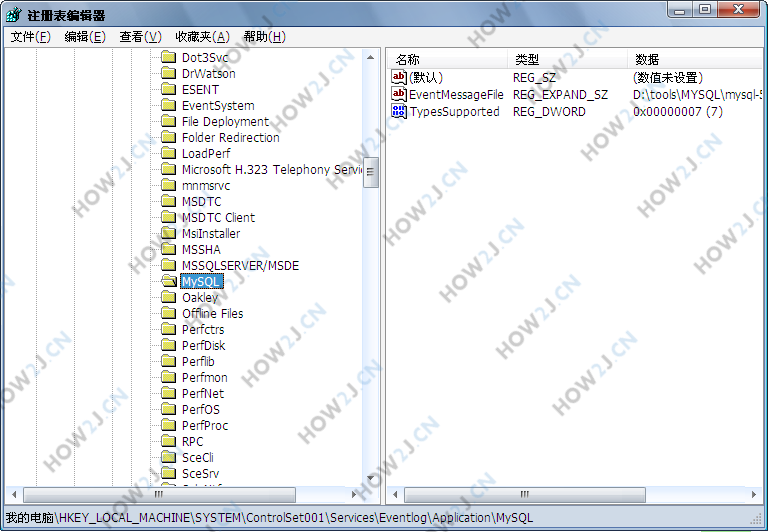 注册表编辑器
文件(F) 编辑(E) 查看(V) 收藏夹(A) 帮助(H)
Dot3Svc
DrWatson
ESENT
EventSystem
File Deployment
Folder Redirection
LoadPerf
Microsoft H.323 Telephony Servi
mnmsrvc
MSDTC
MSDTC Client
MsiInstaller
MSSHA
MSSQLSERVER/MSDE
MySQL
Oakley
Offline Files
Perfctrs
PerfDisk
Perflib
Perfmon
PerfNet
PerfOS
PerfProc
RPC
SceCli
SceSrv
名称 类型 数据
(默认) REG_SZ (数值未设置)
EventMessageFile REG_EXPAND_SZ D:\tools\MYSQL\mysql-5
TypesSupported REG_DWORD 0x00000007 (7)
我的电脑\HKEY_LOCAL_MACHINE\SYSTEM\ControlSet001\Services\Eventlog\Application\MySQL
HOW2J.CN